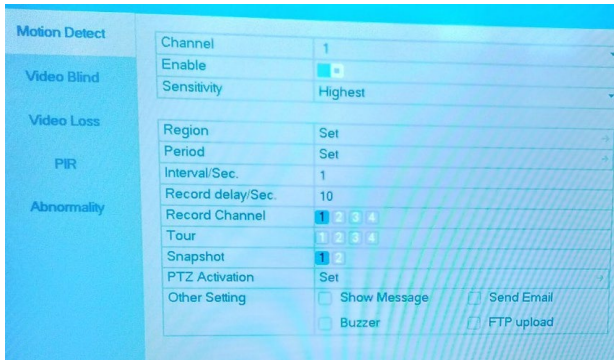 Motion Detect
Video Blind
Video Loss
PIR
Abnormality
Channel 1
Enable
Sensitivity Highest
Region Set
Period Set
Interval/Sec. 1
Record delay/Sec. 10
Record Channel 1 2 3 4
Tour 1 2 3 4
Snapshot 1 2
PTZ Activation Set
Other Setting Show Message Send Email
Buzzer FTP upload